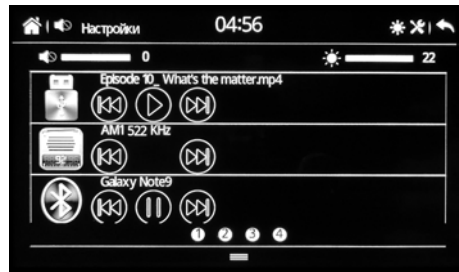 Настройки 04:56
0 22
Episode 10_ What's the matter.mp4
AM1 522 KHz
Galaxy Note9
1 2 3 4